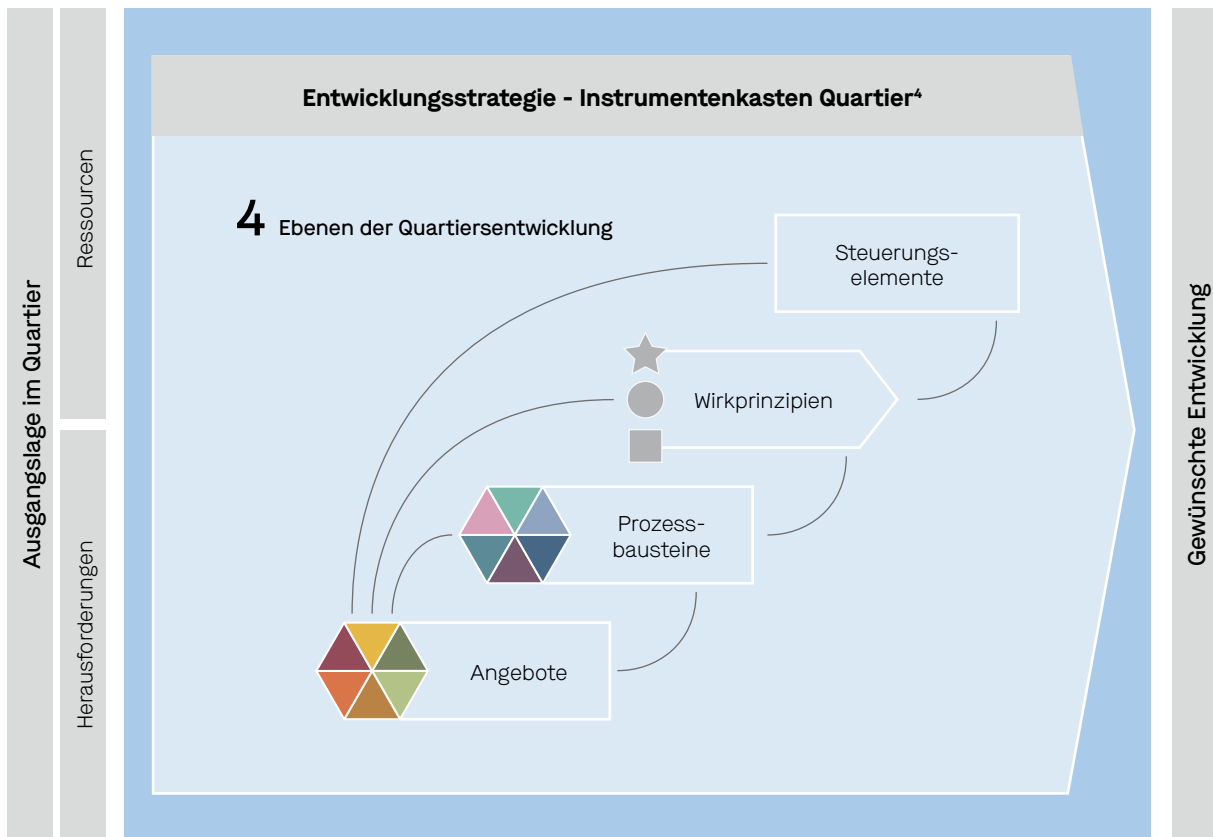 Ausgangslage im Quartier
Ressourcen
Herausforderungen
Entwicklungsstrategie - Instrumentenkasten Quartier⁴
4 Ebenen der Quartiersentwicklung
Steuerungs-
elemente
Wirkprinzipien
Prozess-
bausteine
Angebote
Gewünschte Entwicklung